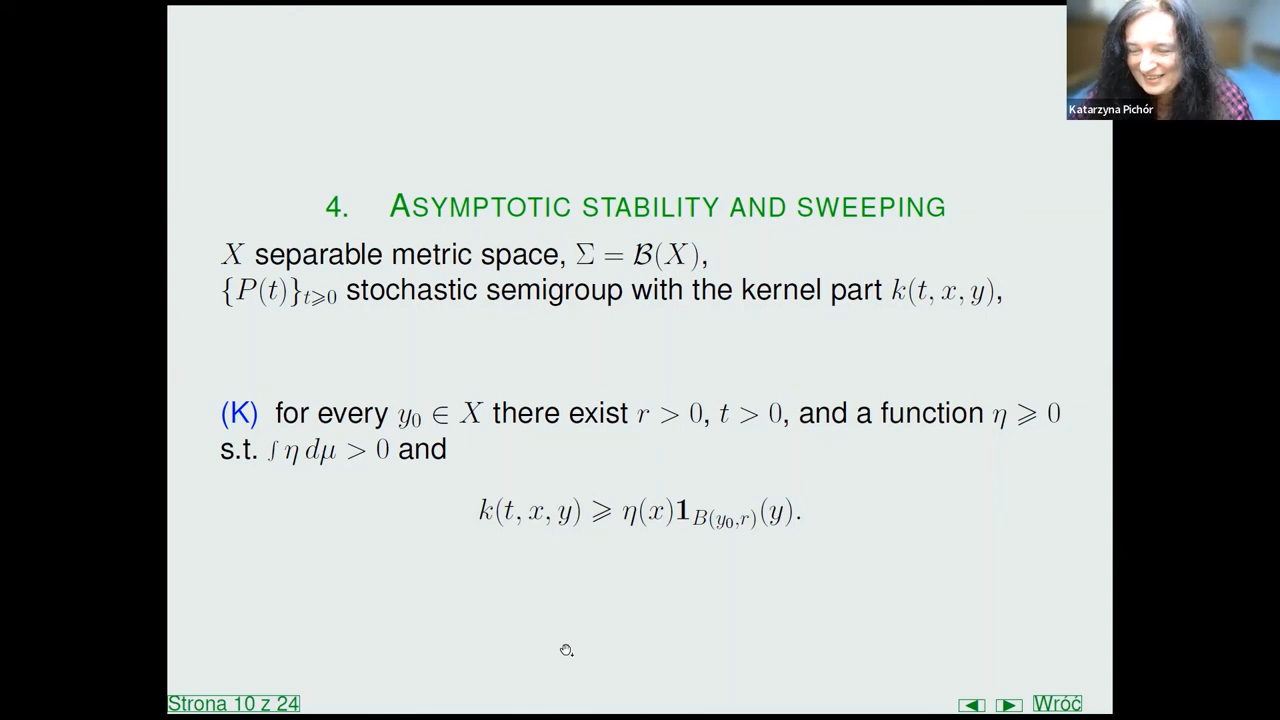 Katarzyna Pichór
4. ASYMPTOTIC STABILITY AND SWEEPING
X separable metric space, Σ = ℬ(X),
{P(t)}_{t⩾0} stochastic semigroup with the kernel part k(t, x, y),
(K) for every y₀ ∈ X there exist r > 0, t > 0, and a function η ⩾ 0
s.t. ∫ η dμ > 0 and
k(t, x, y) ⩾ η(x)𝟏_{B(y₀,r)}(y).
Strona 10 z 24
Wróć